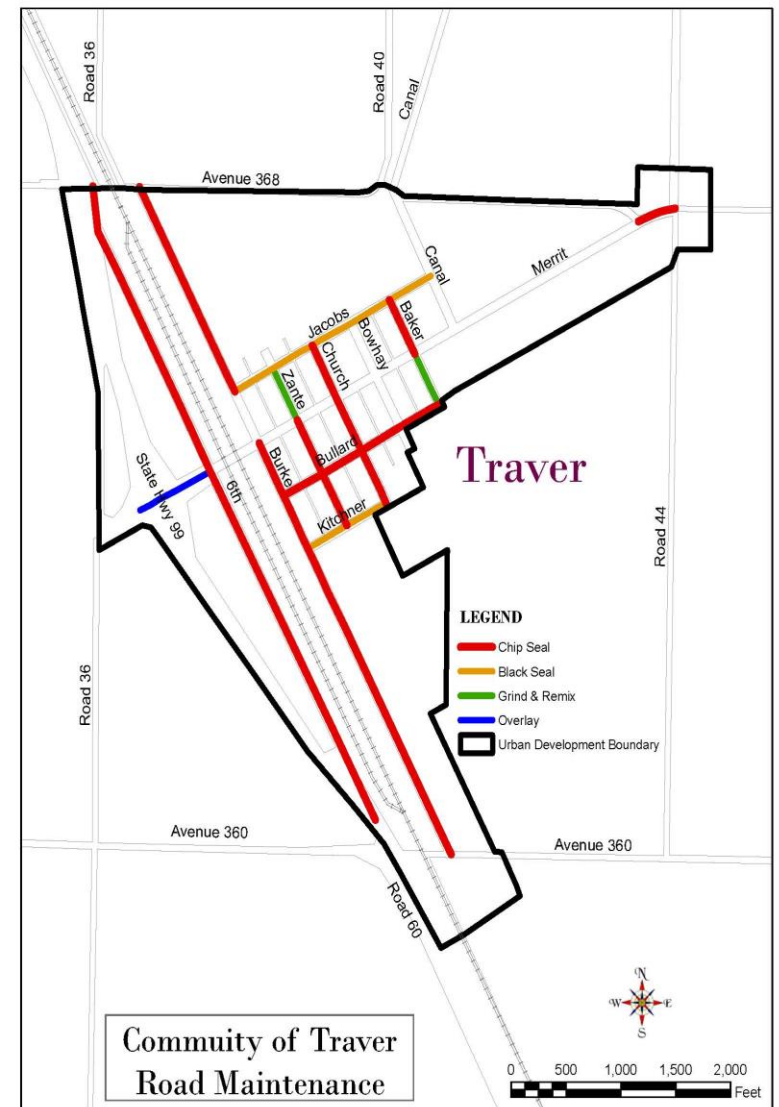 Road 36
Road 40
Canal
Avenue 368
Merrit
Canal
Baker
Jacobs
Bowhay
Church
Zante
Bullard
Burke
Traver
6th
State Hwy 99
Kitchner
Road 44
LEGEND
Chip Seal
Black Seal
Grind & Remix
Overlay
Urban Development Boundary
Road 36
Avenue 360
Avenue 360
Road 60
N
W E
S
Commuity of Traver
Road Maintenance
0 500 1,000 1,500 2,000
Feet